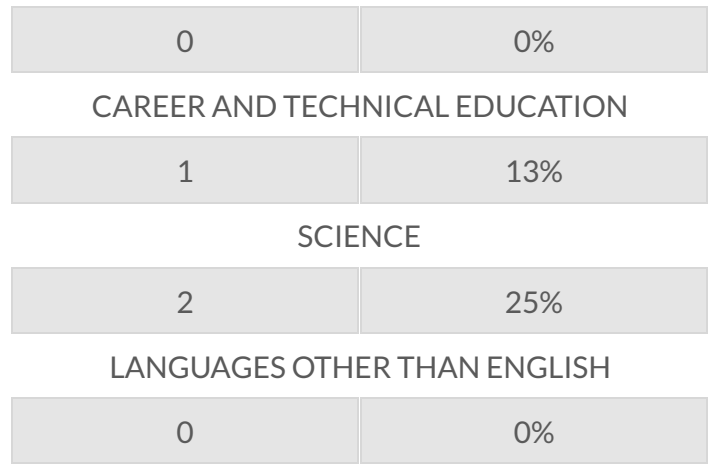 0 0%
CAREER AND TECHNICAL EDUCATION
1 13%
SCIENCE
2 25%
LANGUAGES OTHER THAN ENGLISH
0 0%